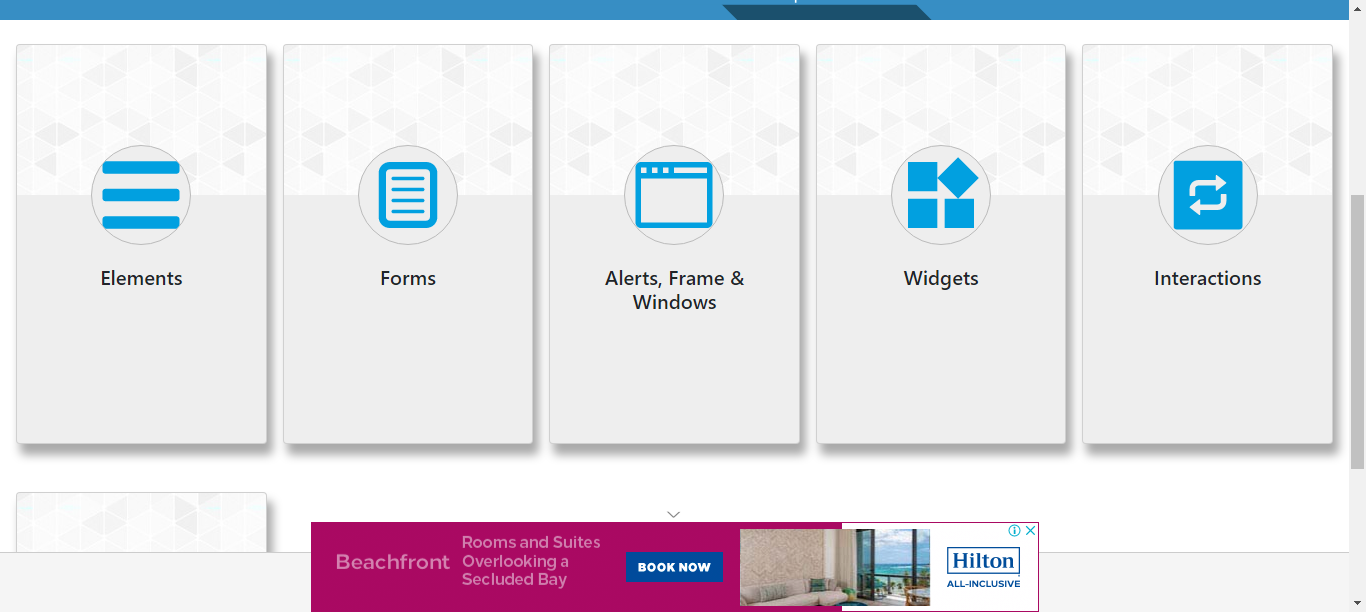 Elements
Forms
Alerts, Frame &
Windows
Widgets
Interactions
Beachfront
Rooms and Suites
Overlooking a
Secluded Bay
BOOK NOW
Hilton
ALL-INCLUSIVE